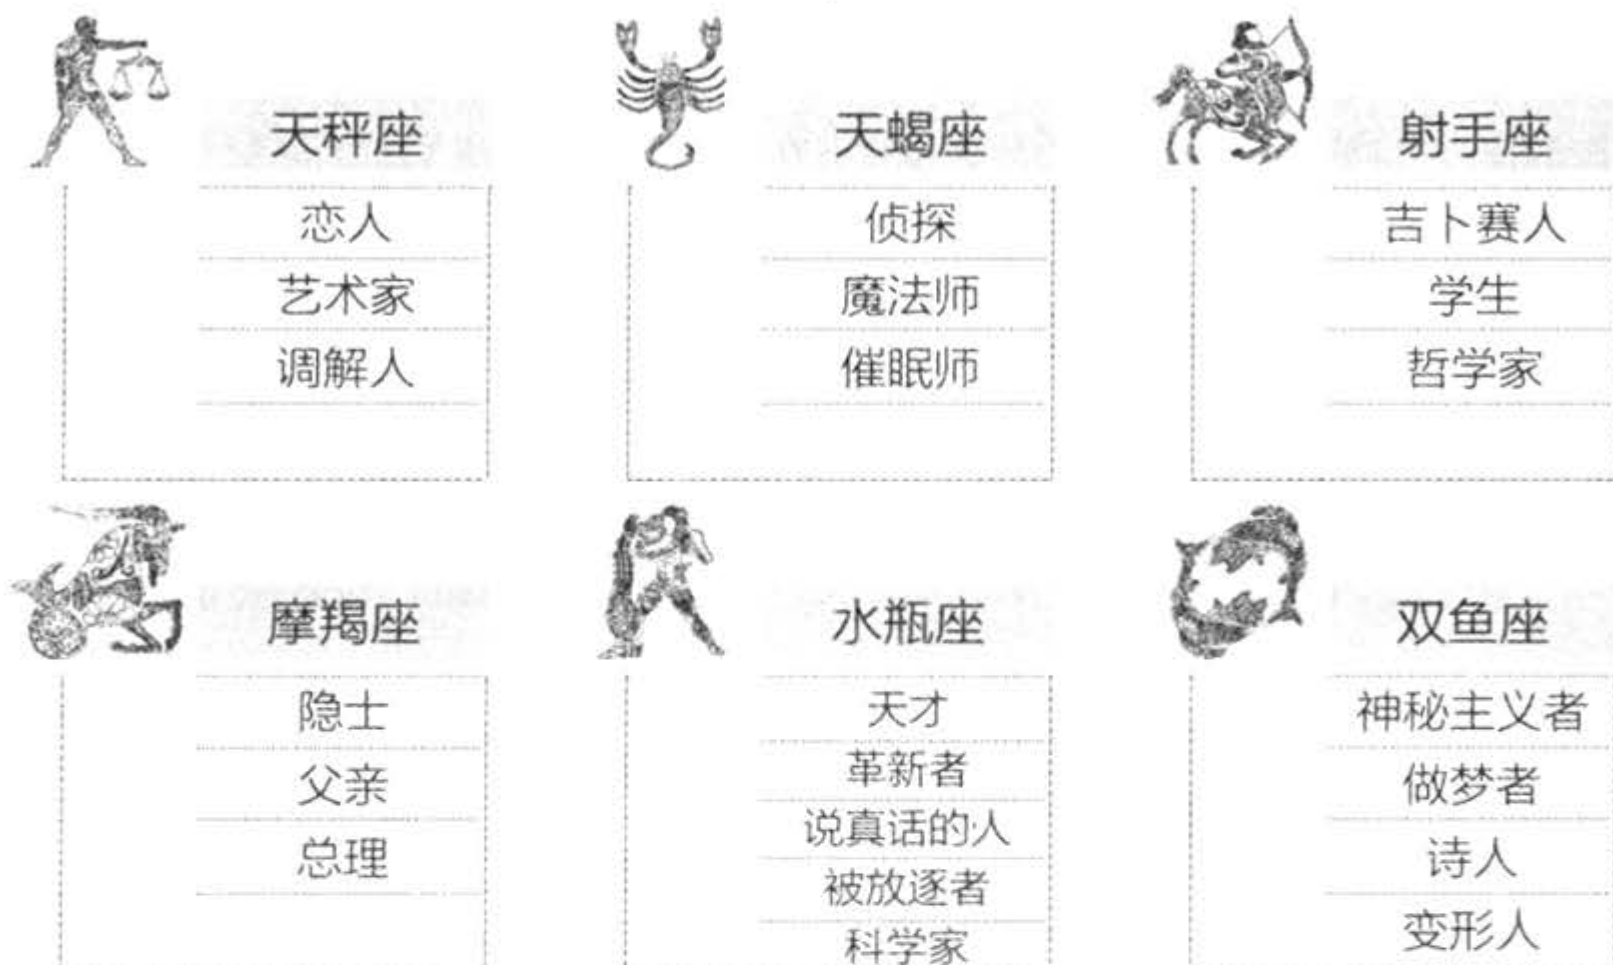 天秤座
恋人
艺术家
调解人
天蝎座
侦探
魔法师
催眠师
射手座
吉卜赛人
学生
哲学家
摩羯座
隐士
父亲
总理
水瓶座
天才
革新者
说真话的人
被放逐者
科学家
双鱼座
神秘主义者
做梦者
诗人
变形人